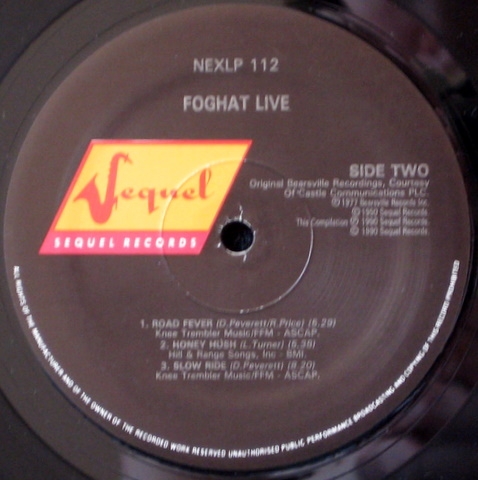 NEXLP 112
FOGHAT LIVE
Sequel
SEQUEL RECORDS
SIDE TWO
Original Bearsville Recordings, Courtesy
Of Castle Communications PLC.
Ⓟ1977 Bearsville Records Inc.
Ⓟ1990 Sequel Records.
This Compilation Ⓟ 1990 Sequel Records.
©1990 Sequel Records.
1. ROAD FEVER (D.Peverett/R.Price) (5.29)
Knee Trembler Music/FFM - ASCAP.
2. HONEY HUSH (L.Turner) (5.38)
Hill & Range Songs, Inc - BMI.
3. SLOW RIDE (D.Peverett) (8.20)
Knee Trembler Music/FFM - ASCAP.
ALL RIGHTS OF THE MANUFACTURER AND OF THE OWNER OF THE RECORDED WORK RESERVED UNAUTHORISED PUBLIC PERFORMANCE BROADCASTING AND COPYING OF THIS RECORD PROHIBITED